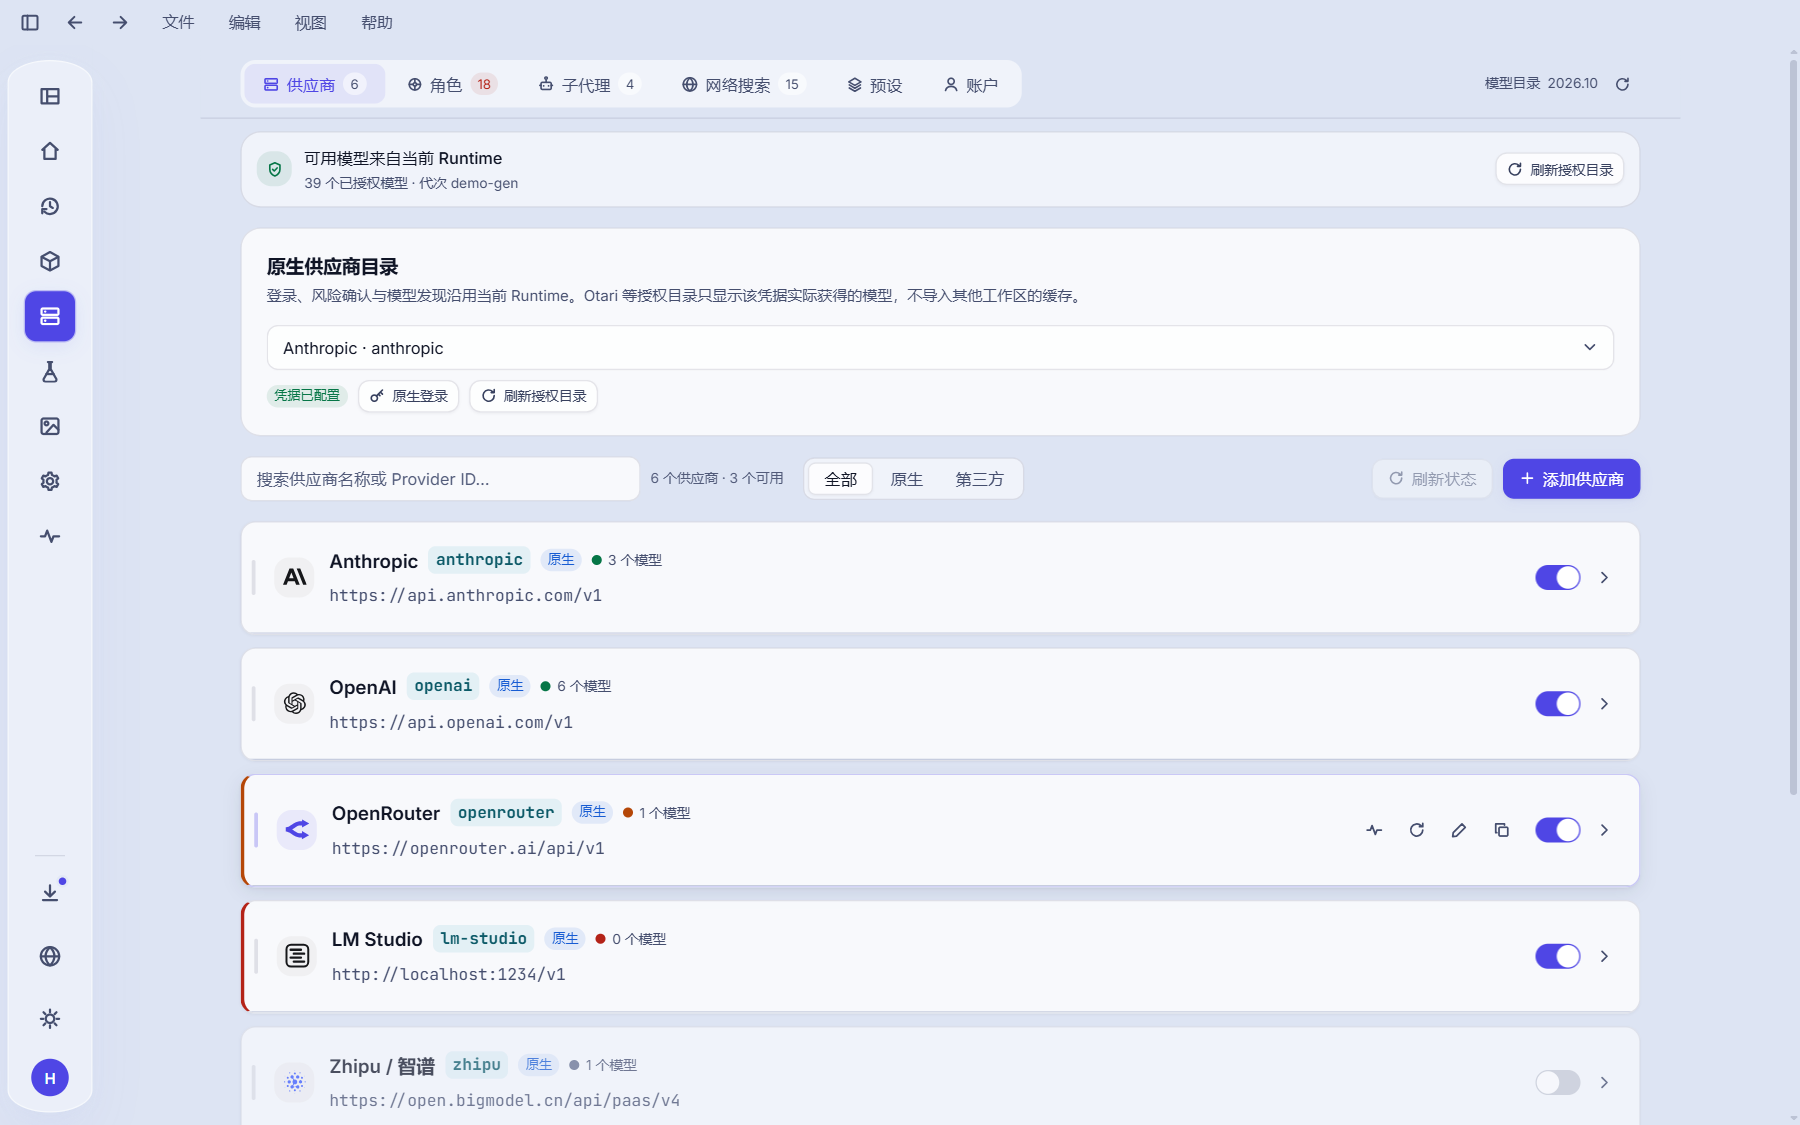 文件 编辑 视图 帮助
供应商 6 角色 18 子代理 4 网络搜索 15 预设 账户 模型目录 2026.10
可用模型来自当前 Runtime
39 个已授权模型 · 代次 demo-gen
刷新授权目录
原生供应商目录
登录、风险确认与模型发现沿用当前 Runtime。Otari 等授权目录只显示该凭据实际获得的模型，不导入其他工作区的缓存。
Anthropic · anthropic
凭据已配置 原生登录 刷新授权目录
搜索供应商名称或 Provider ID... 6 个供应商 · 3 个可用 全部 原生 第三方 刷新状态 添加供应商
Anthropic anthropic 原生 3 个模型
https://api.anthropic.com/v1
OpenAI openai 原生 6 个模型
https://api.openai.com/v1
OpenRouter openrouter 原生 1 个模型
https://openrouter.ai/api/v1
LM Studio lm-studio 原生 0 个模型
http://localhost:1234/v1
Zhipu / 智谱 zhipu 原生 1 个模型
https://open.bigmodel.cn/api/paas/v4
H